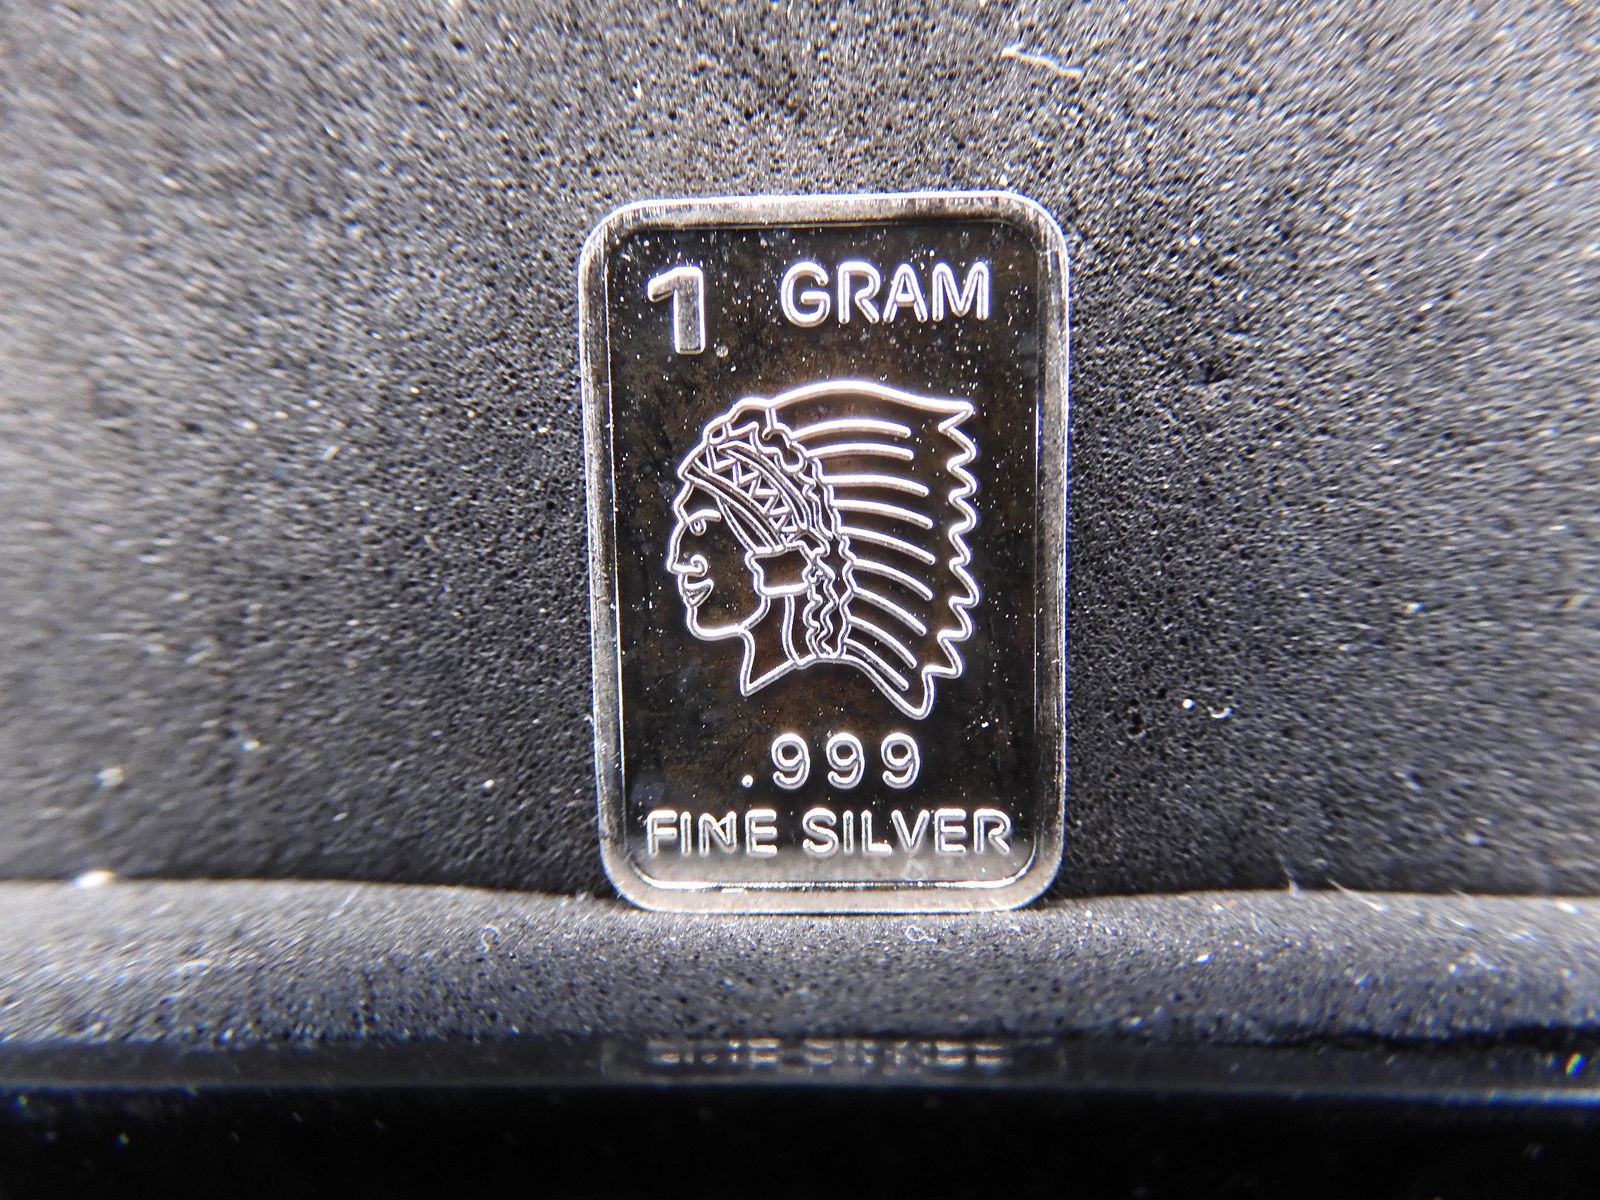 1 GRAM
.999
FINE SILVER